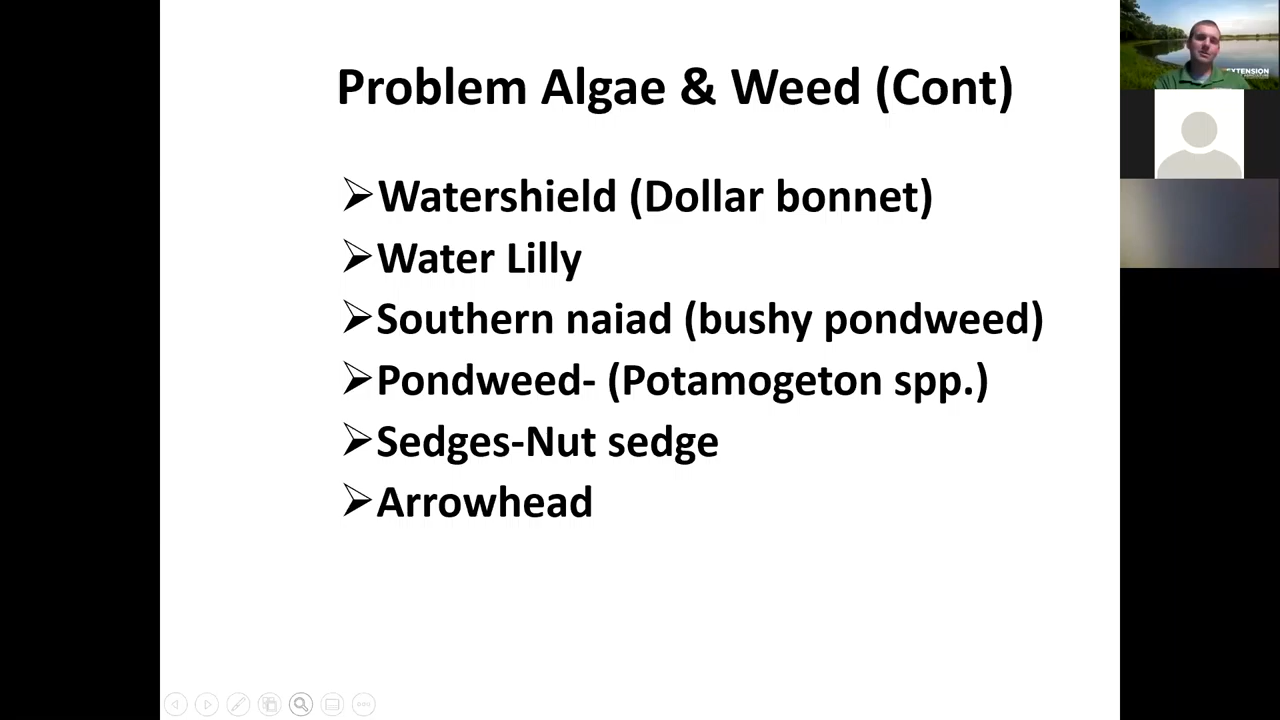 Problem Algae & Weed (Cont)
Watershield (Dollar bonnet)
Water Lilly
Southern naiad (bushy pondweed)
Pondweed- (Potamogeton spp.)
Sedges-Nut sedge
Arrowhead
EXTENSION